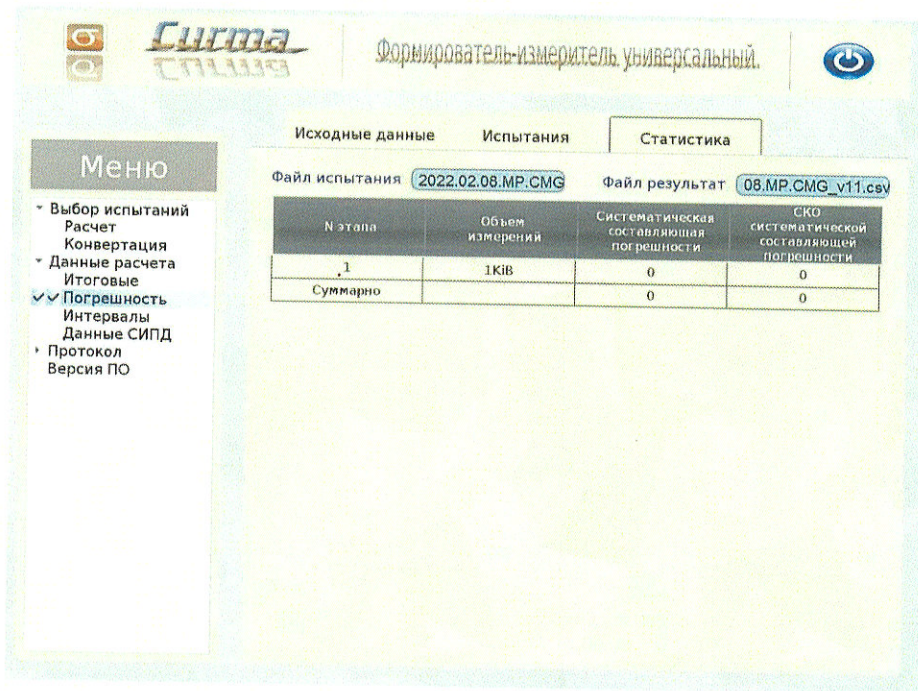 Сигма
Формирователь-измеритель универсальный.
Исходные данные Испытания Статистика
Меню
Файл испытания 2022.02.08.MP.CMG Файл результат 08.MP.CMG_v11.csv
Выбор испытаний
Расчет
Конвертация
Данные расчета
Итоговые
Погрешность
Интервалы
Данные СИПД
Протокол
Версия ПО
N этапа
Объем
измерений
Систематическая
составляющая
погрешности
СКО
систематической
составляющей
погрешности
1 1KiB 0 0
Суммарно 0 0